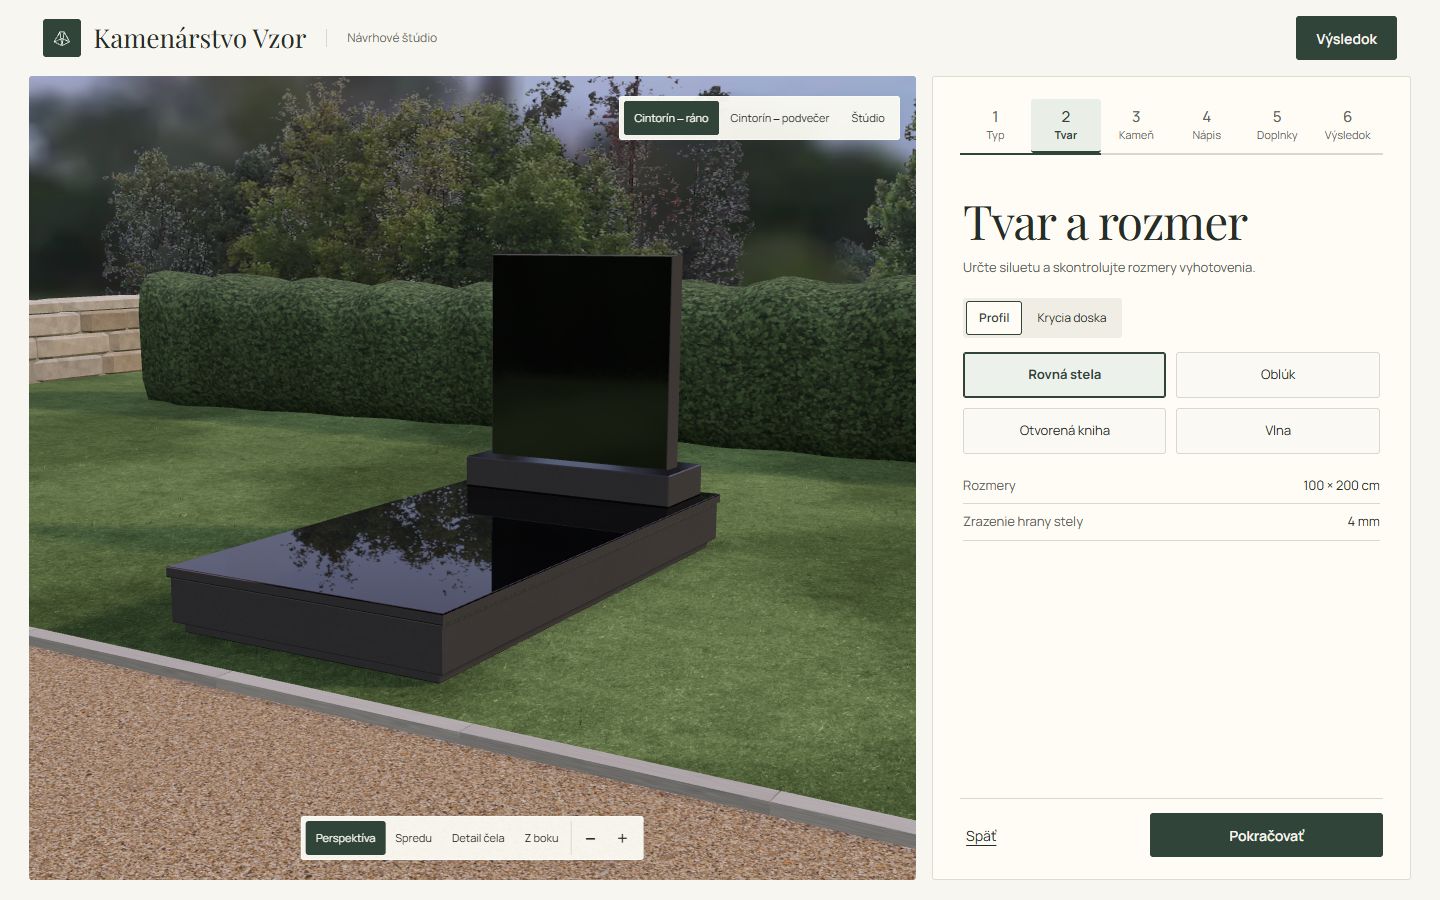 Kamenárstvo Vzor
Návrhové štúdio
Výsledok
Cintorín – ráno
Cintorín – podvečer
Štúdio
1
Typ
2
Tvar
3
Kameň
4
Nápis
5
Doplnky
6
Výsledok
Tvar a rozmer
Určte siluetu a skontrolujte rozmery vyhotovenia.
Profil
Krycia doska
Rovná stela
Oblúk
Otvorená kniha
Vlna
Rozmery
100 × 200 cm
Zrazenie hrany stely
4 mm
Perspektíva
Spredu
Detail čela
Z boku
− +
Späť
Pokračovať